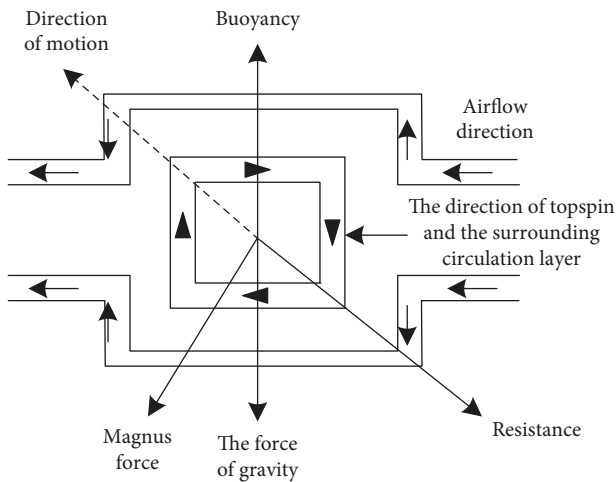 Direction
of motion
Buoyancy
Airflow
direction
The direction of topspin
and the surrounding
circulation layer
Magnus
force
The force
of gravity
Resistance